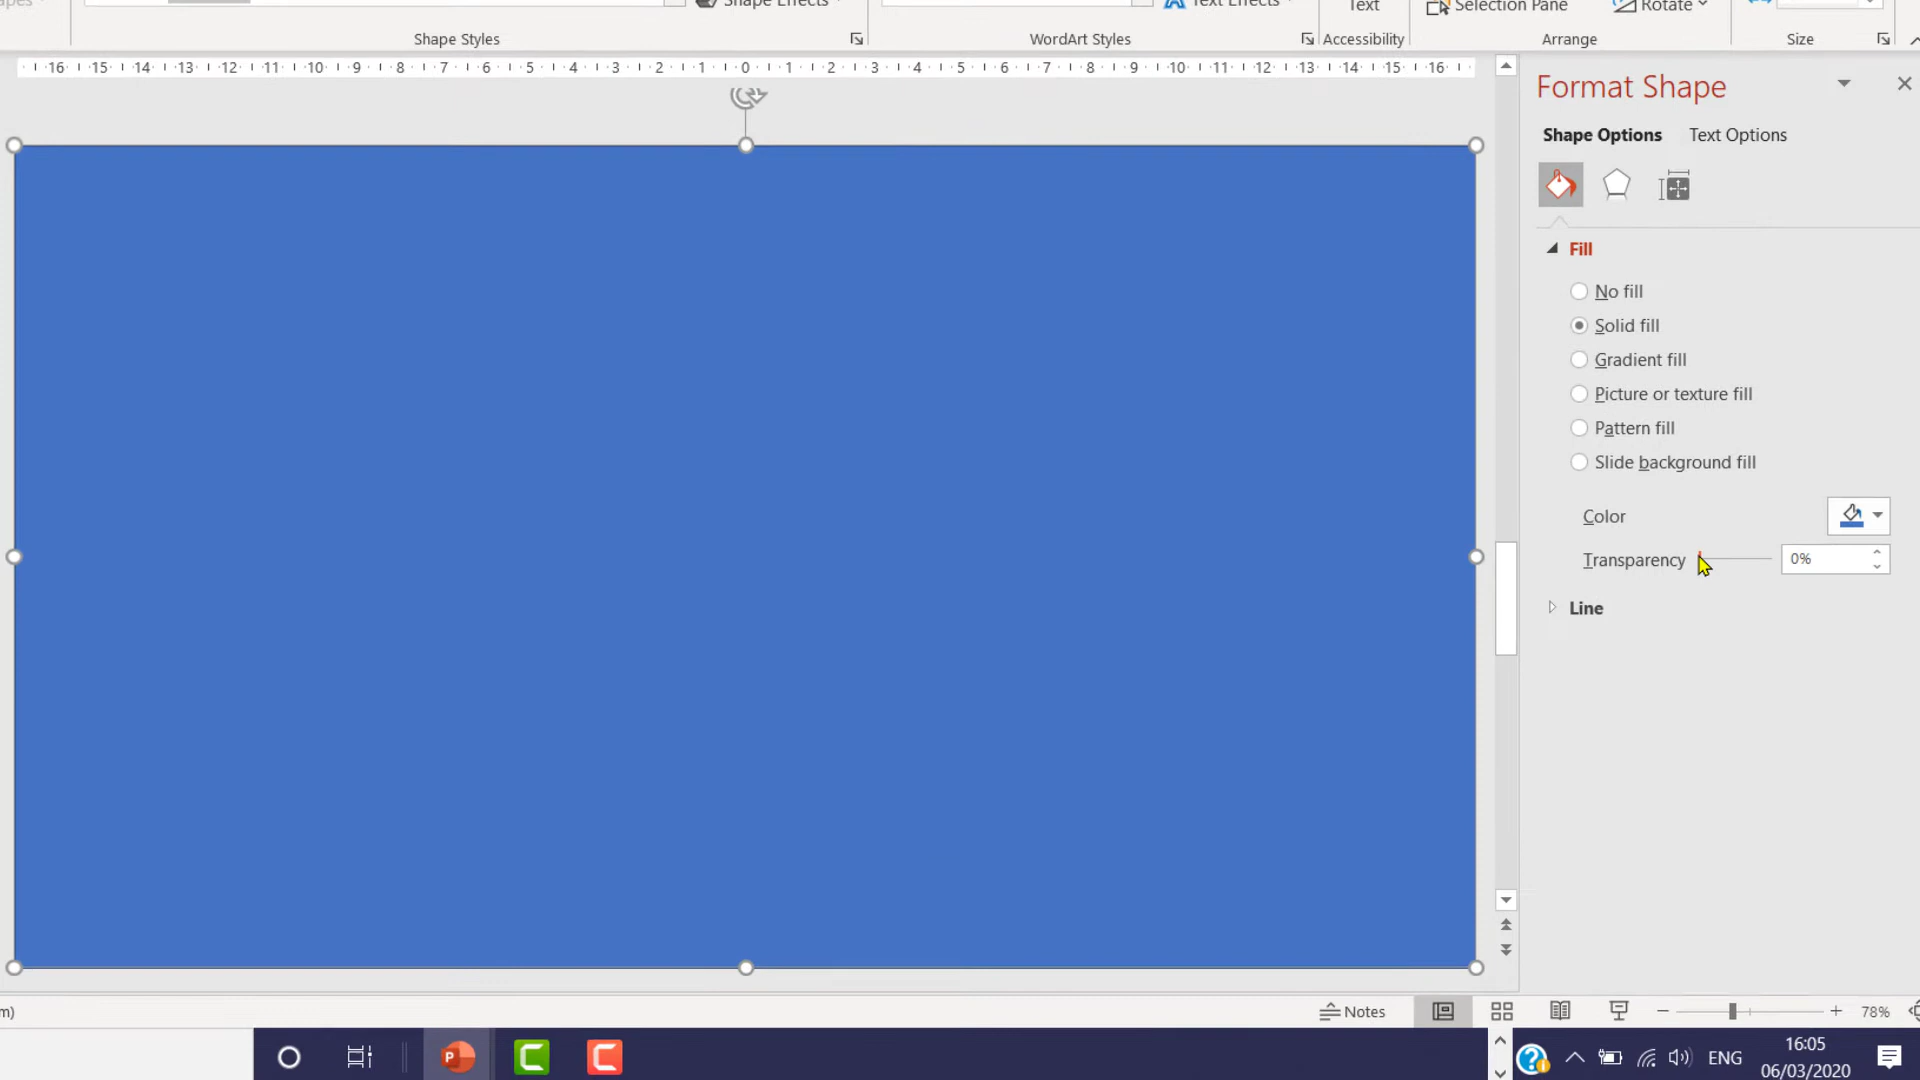 Shape Effects
Text Effects
Text
Selection Pane
Rotate
Shape Styles
WordArt Styles
Accessibility
Arrange
Size
16 15 14 13 12 11 10 9 8 7 6 5 4 3 2 1 0 1 2 3 4 5 6 7 8 9 10 11 12 13 14 15 16
Format Shape
Shape Options
Text Options
Fill
No fill
Solid fill
Gradient fill
Picture or texture fill
Pattern fill
Slide background fill
Color
Transparency
0%
Line
m)
Notes
78%
P
ENG
16:05
06/03/2020